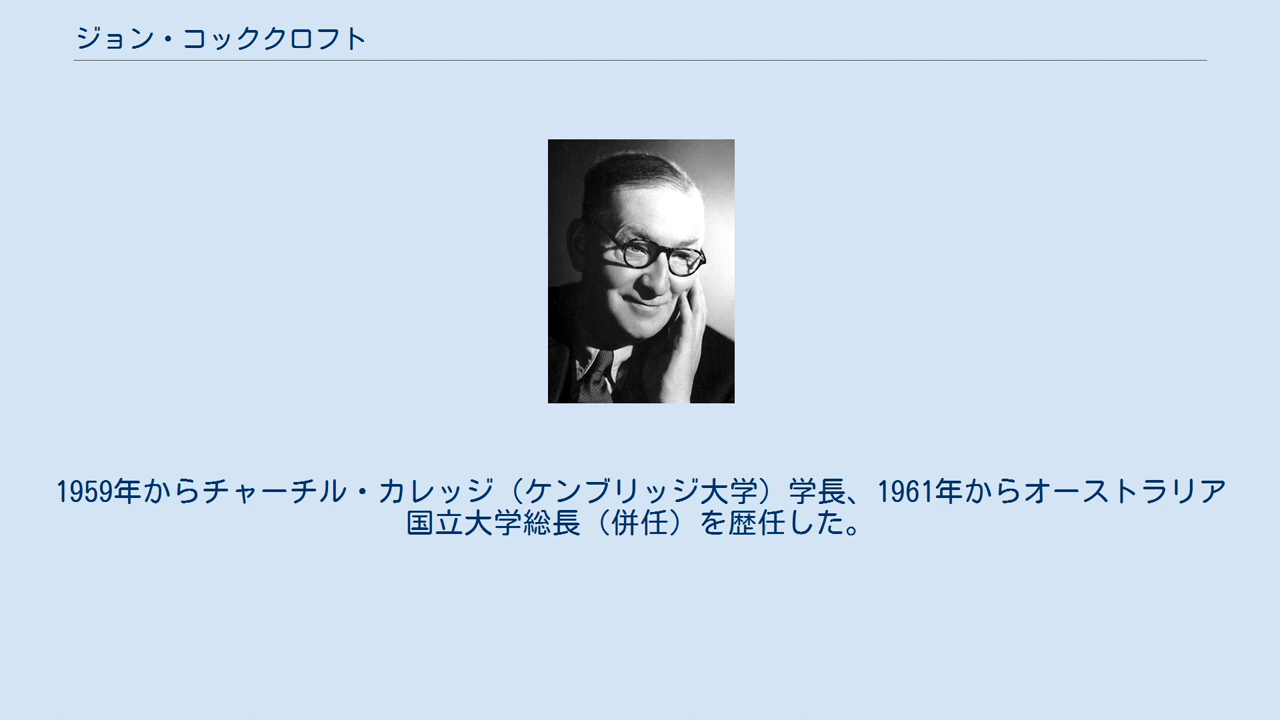 ジョン・コッククロフト
1959年からチャーチル・カレッジ（ケンブリッジ大学）学長、1961年からオーストラリア
国立大学総長（併任）を歴任した。